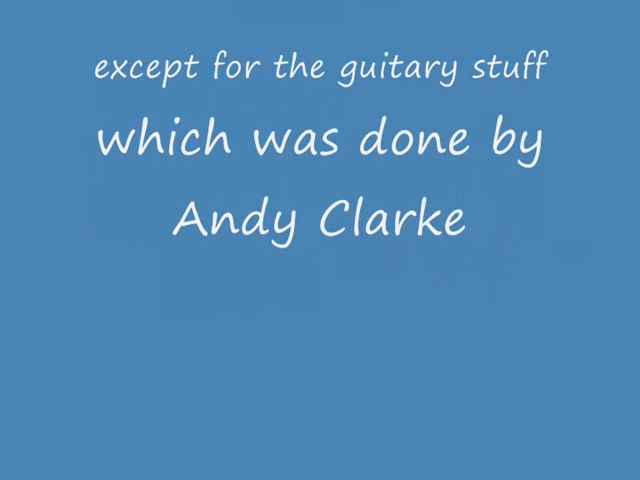 except for the guitary stuff
which was done by
Andy Clarke